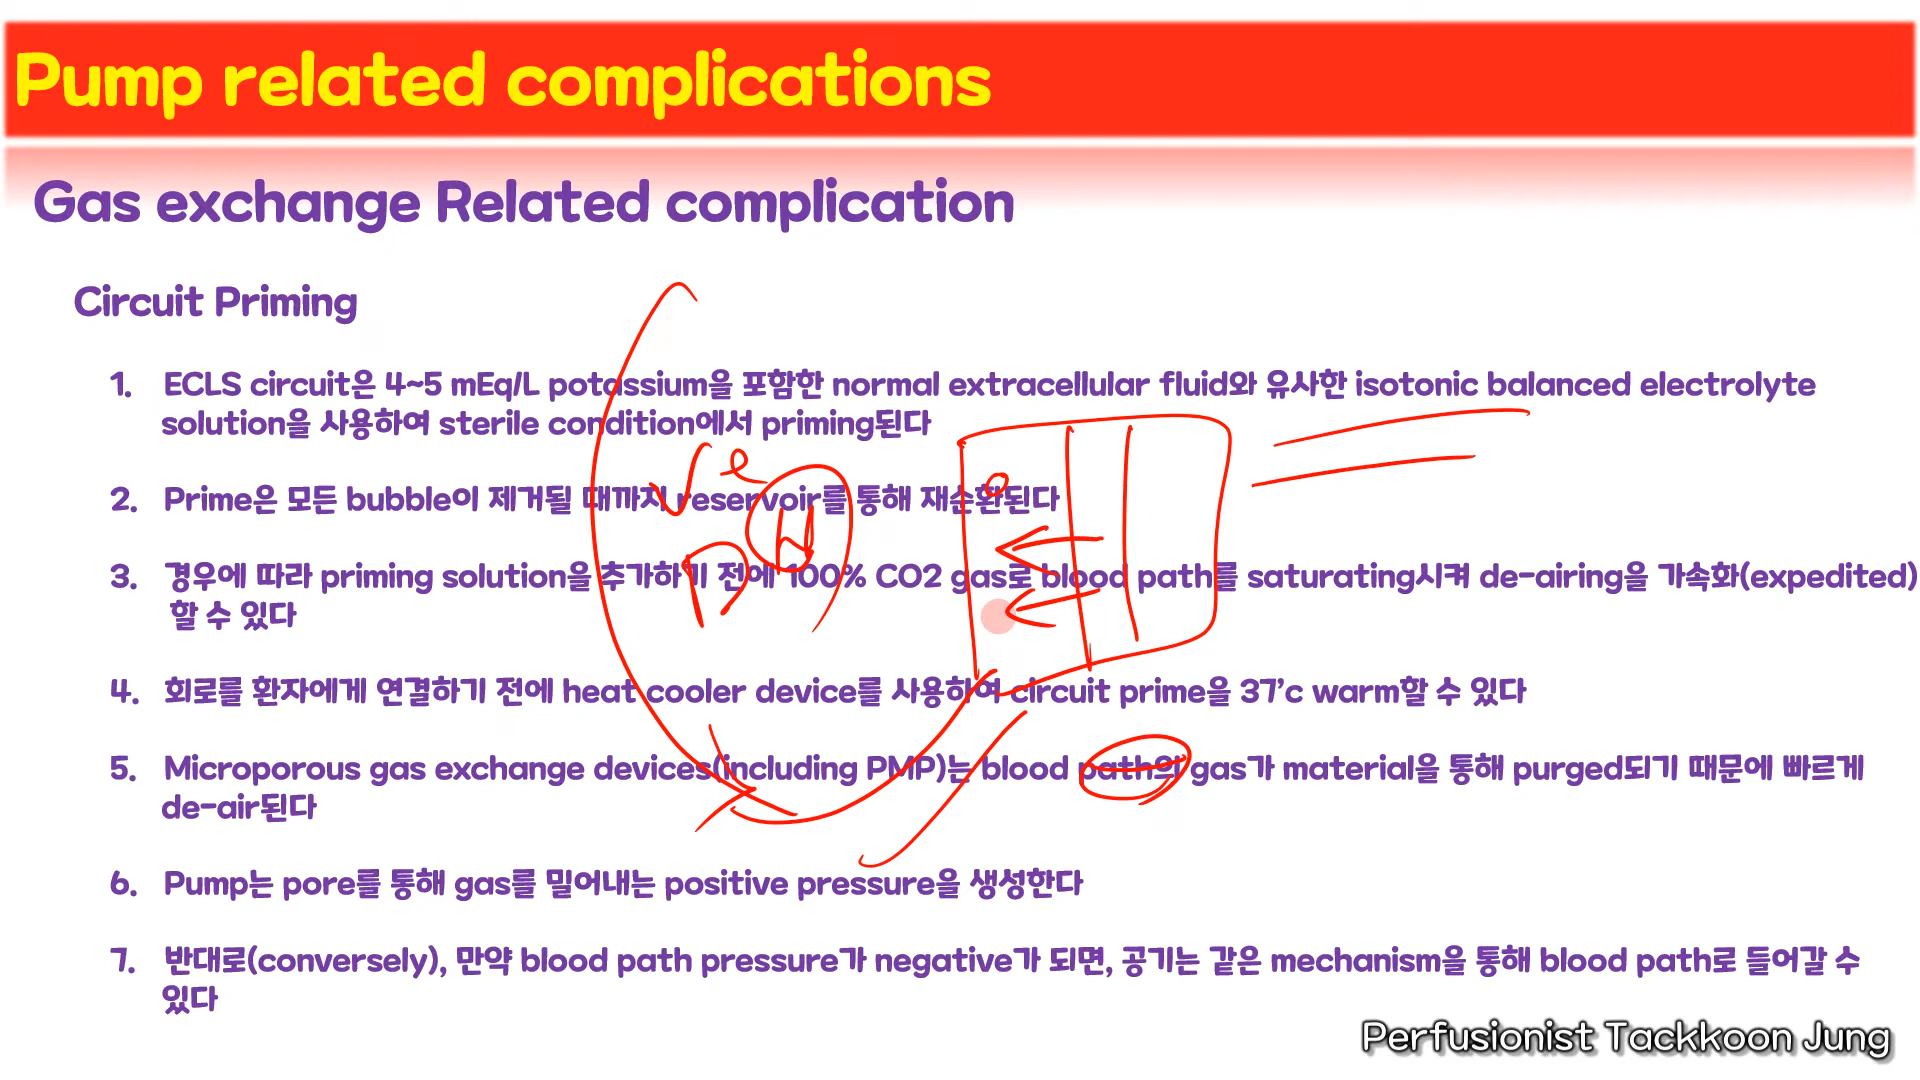 Pump related complications
Gas exchange Related complication
Circuit Priming
1. ECLS circuit은 4~5 mEq/L potassium을 포함한 normal extracellular fluid와 유사한 isotonic balanced electrolyte
solution을 사용하여 sterile condition에서 priming된다
2. Prime은 모든 bubble이 제거될 때까지 reservoir를 통해 재순환된다
3. 경우에 따라 priming solution을 추가하기 전에 100% CO2 gas로 blood path를 saturating시켜 de-airing을 가속화(expedited)
할 수 있다
4. 회로를 환자에게 연결하기 전에 heat cooler device를 사용하여 circuit prime을 37’c warm할 수 있다
5. Microporous gas exchange devices(including PMP)는 blood path의 gas가 material을 통해 purged되기 때문에 빠르게
de-air된다
6. Pump는 pore를 통해 gas를 밀어내는 positive pressure을 생성한다
7. 반대로(conversely), 만약 blood path pressure가 negative가 되면, 공기는 같은 mechanism을 통해 blood path로 들어갈 수
있다
Perfusionist Tackkoon Jung